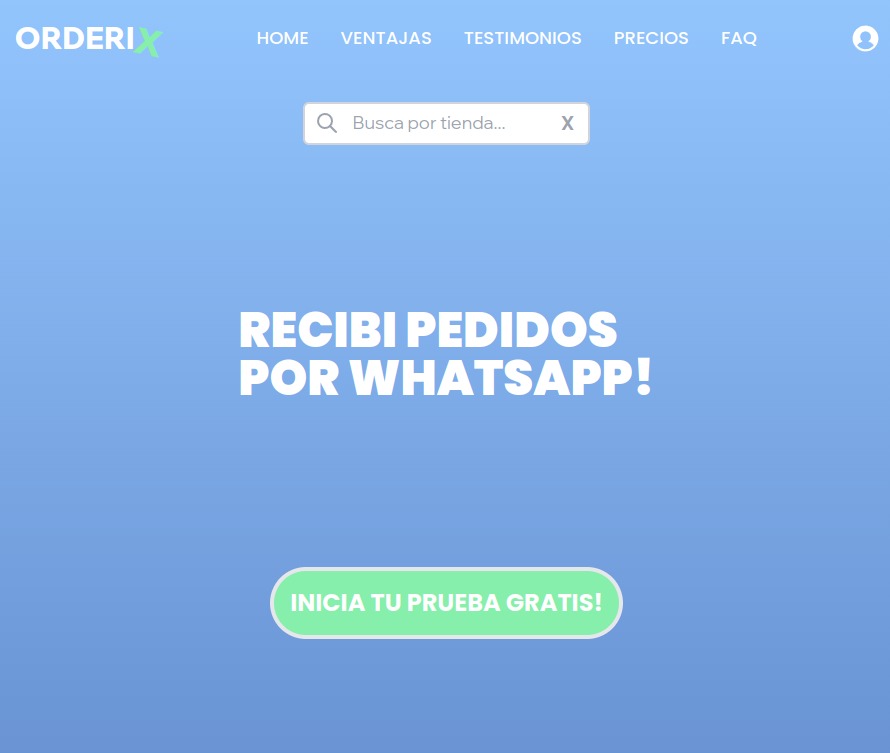 ORDERIX
HOME VENTAJAS TESTIMONIOS PRECIOS FAQ
Busca por tienda... X
RECIBI PEDIDOS
POR WHATSAPP!
INICIA TU PRUEBA GRATIS!